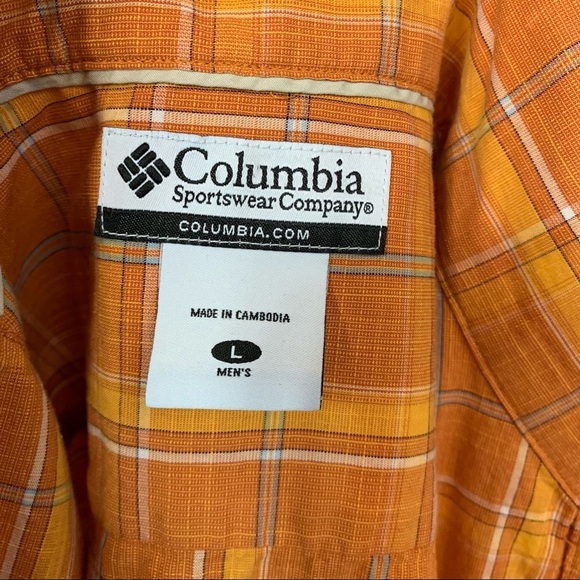 Columbia
Sportswear Company®
COLUMBIA.COM
MADE IN CAMBODIA
L
MEN'S